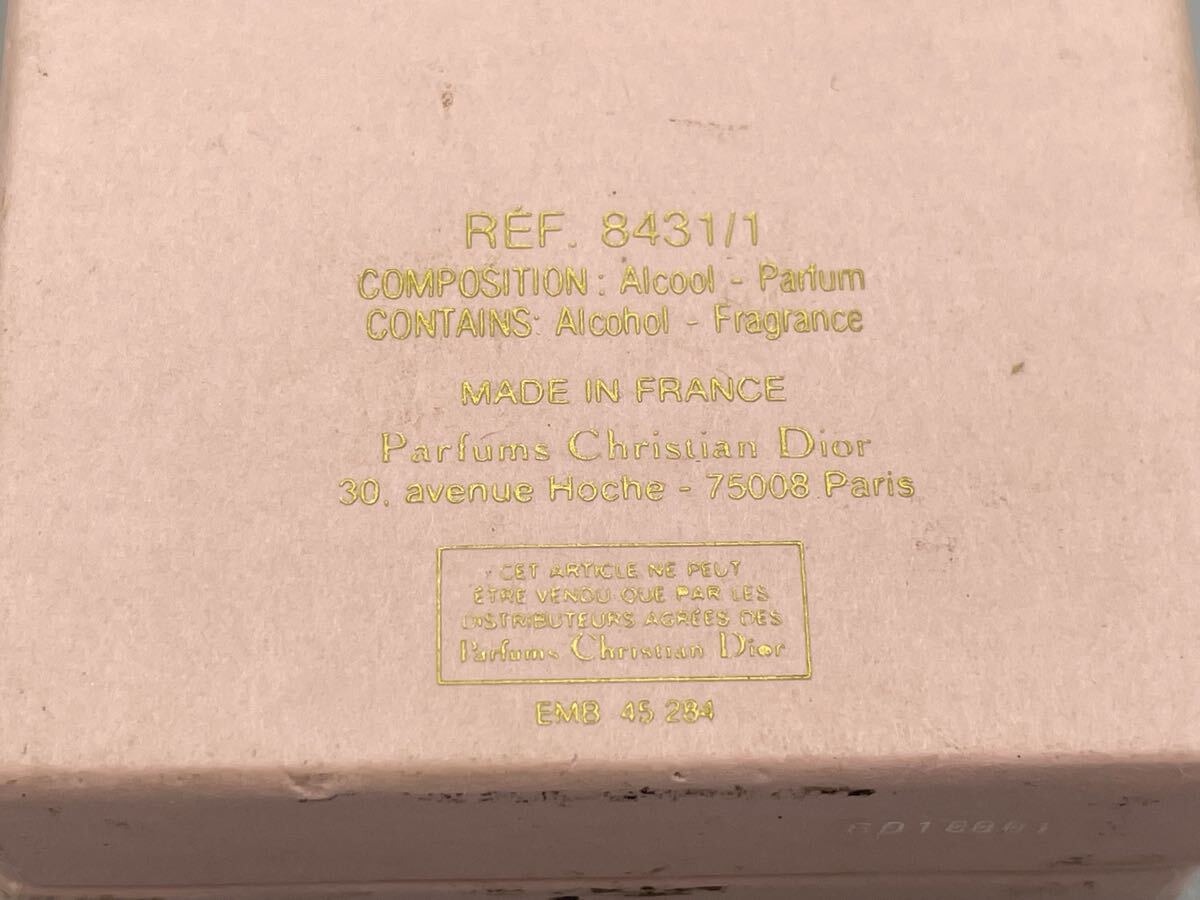 RÉF. 8431/1
COMPOSITION : Alcool - Parfum
CONTAINS: Alcohol - Fragrance
MADE IN FRANCE
Parfums Christian Dior
30, avenue Hoche - 75008 Paris
CET ARTICLE NE PEUT
ÊTRE VENDU QUE PAR LES
DISTRIBUTEURS AGRÉES DES
Parfums Christian Dior
EMB 45 284